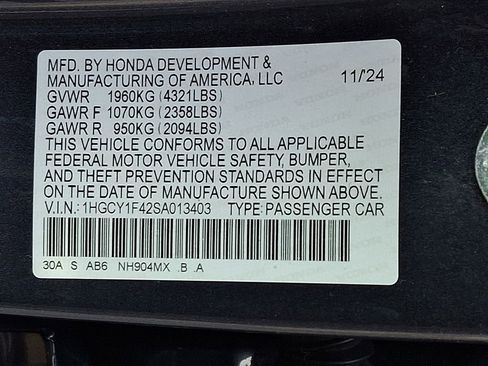 MFD. BY HONDA DEVELOPMENT &
MANUFACTURING OF AMERICA, LLC 11/'24
GVWR 1960KG (4321LBS)
GAWR F 1070KG (2358LBS)
GAWR R 950KG (2094LBS)
THIS VEHICLE CONFORMS TO ALL APPLICABLE
FEDERAL MOTOR VEHICLE SAFETY, BUMPER,
AND THEFT PREVENTION STANDARDS IN EFFECT
ON THE DATE OF MANUFACTURE SHOWN ABOVE.
V.I.N.:1HGCY1F42SA013403 TYPE:PASSENGER CAR
30A S AB6 NH904MX .B .A